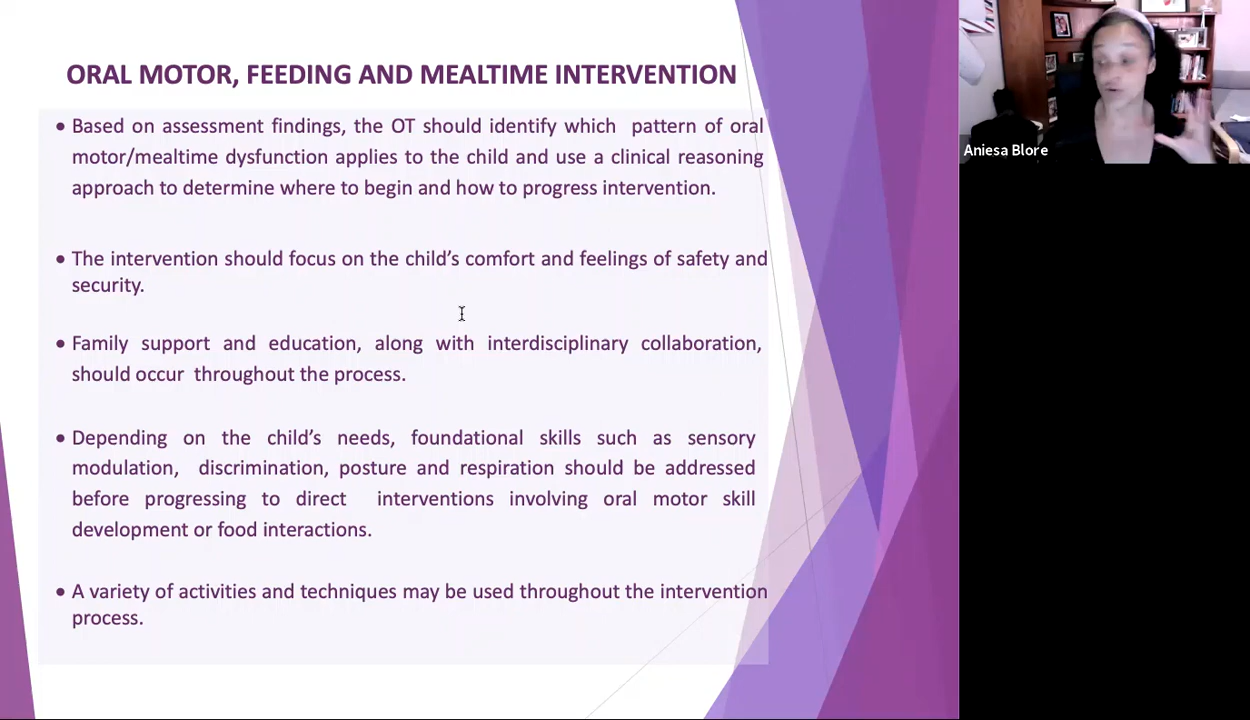 ORAL MOTOR, FEEDING AND MEALTIME INTERVENTION
• Based on assessment findings, the OT should identify which pattern of oral
motor/mealtime dysfunction applies to the child and use a clinical reasoning
approach to determine where to begin and how to progress intervention.
• The intervention should focus on the child’s comfort and feelings of safety and
security.
• Family support and education, along with interdisciplinary collaboration,
should occur throughout the process.
• Depending on the child’s needs, foundational skills such as sensory
modulation, discrimination, posture and respiration should be addressed
before progressing to direct interventions involving oral motor skill
development or food interactions.
• A variety of activities and techniques may be used throughout the intervention
process.
Aniesa Blore